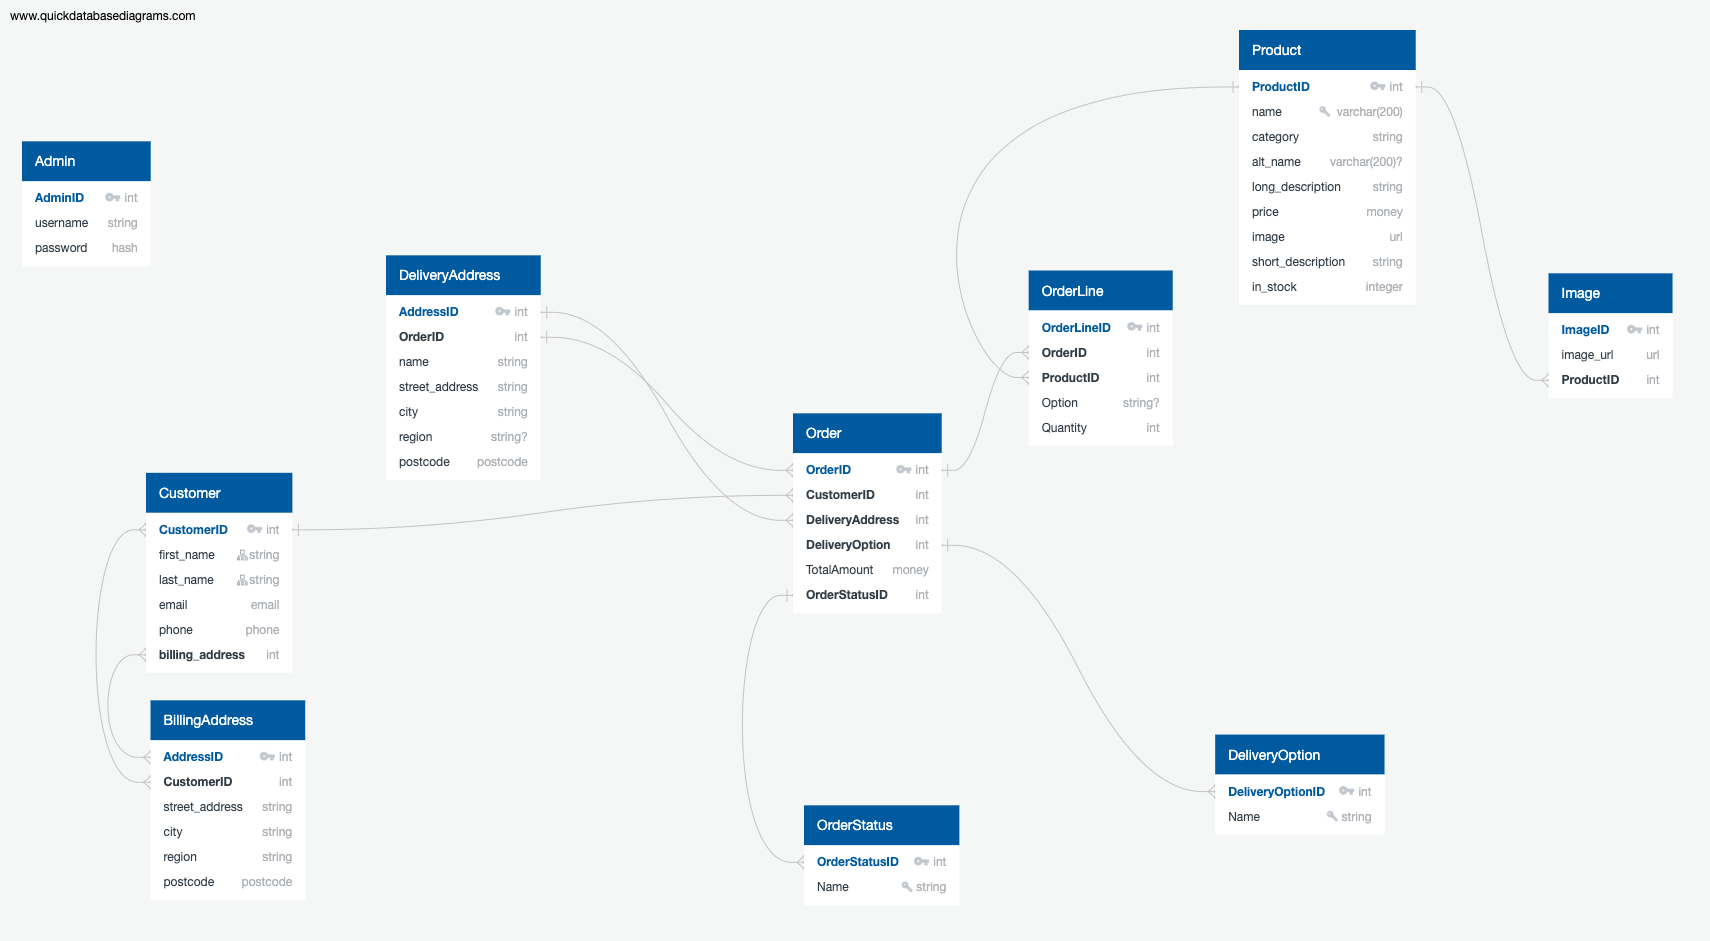 www.quickdatabasediagrams.com
Product
ProductID int
name varchar(200)
category string
alt_name varchar(200)?
long_description string
price money
image url
short_description string
in_stock integer
Admin
AdminID int
username string
password hash
DeliveryAddress
AddressID int
OrderID int
name string
street_address string
city string
region string?
postcode postcode
OrderLine
OrderLineID int
OrderID int
ProductID int
Option string?
Quantity int
Image
ImageID int
image_url url
ProductID int
Order
OrderID int
CustomerID int
DeliveryAddress int
DeliveryOption int
TotalAmount money
OrderStatusID int
Customer
CustomerID int
first_name string
last_name string
email email
phone phone
billing_address int
BillingAddress
AddressID int
CustomerID int
street_address string
city string
region string
postcode postcode
DeliveryOption
DeliveryOptionID int
Name string
OrderStatus
OrderStatusID int
Name string